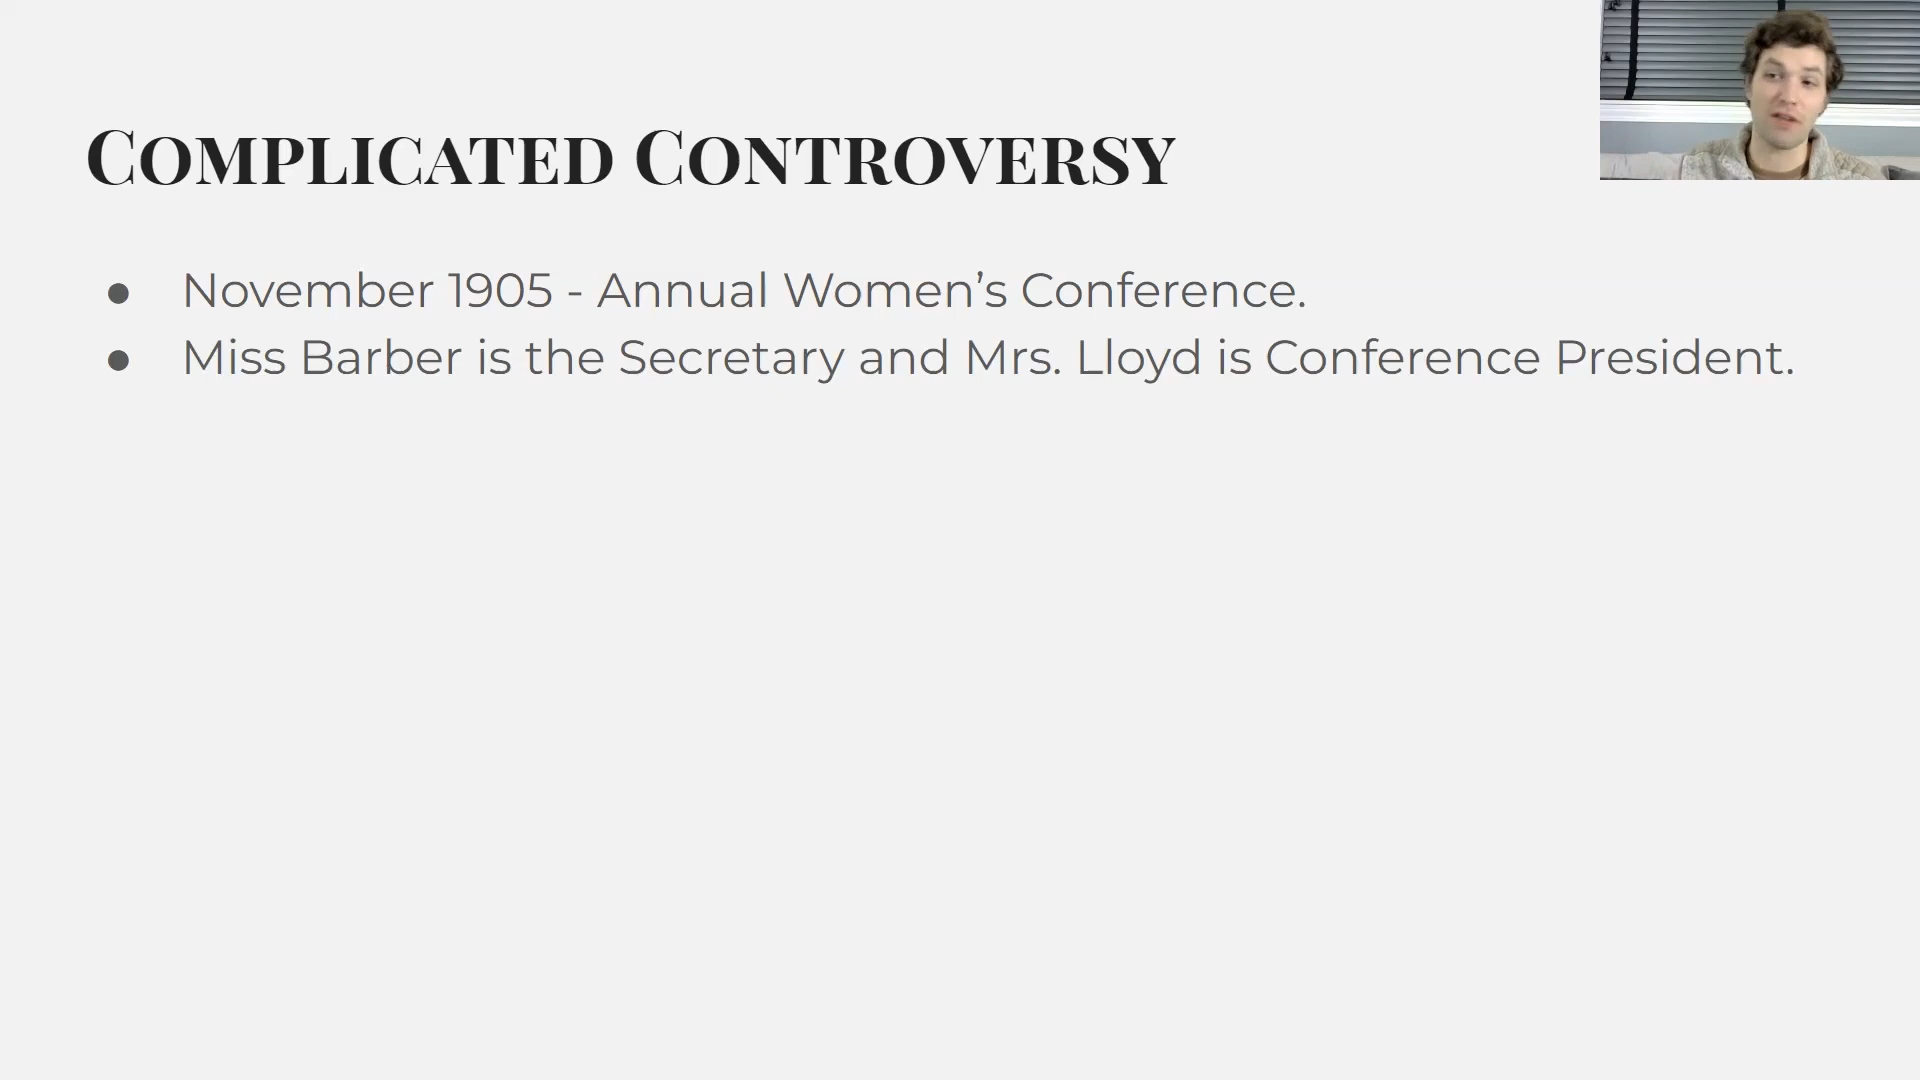 Complicated Controversy
● November 1905 - Annual Women’s Conference.
● Miss Barber is the Secretary and Mrs. Lloyd is Conference President.